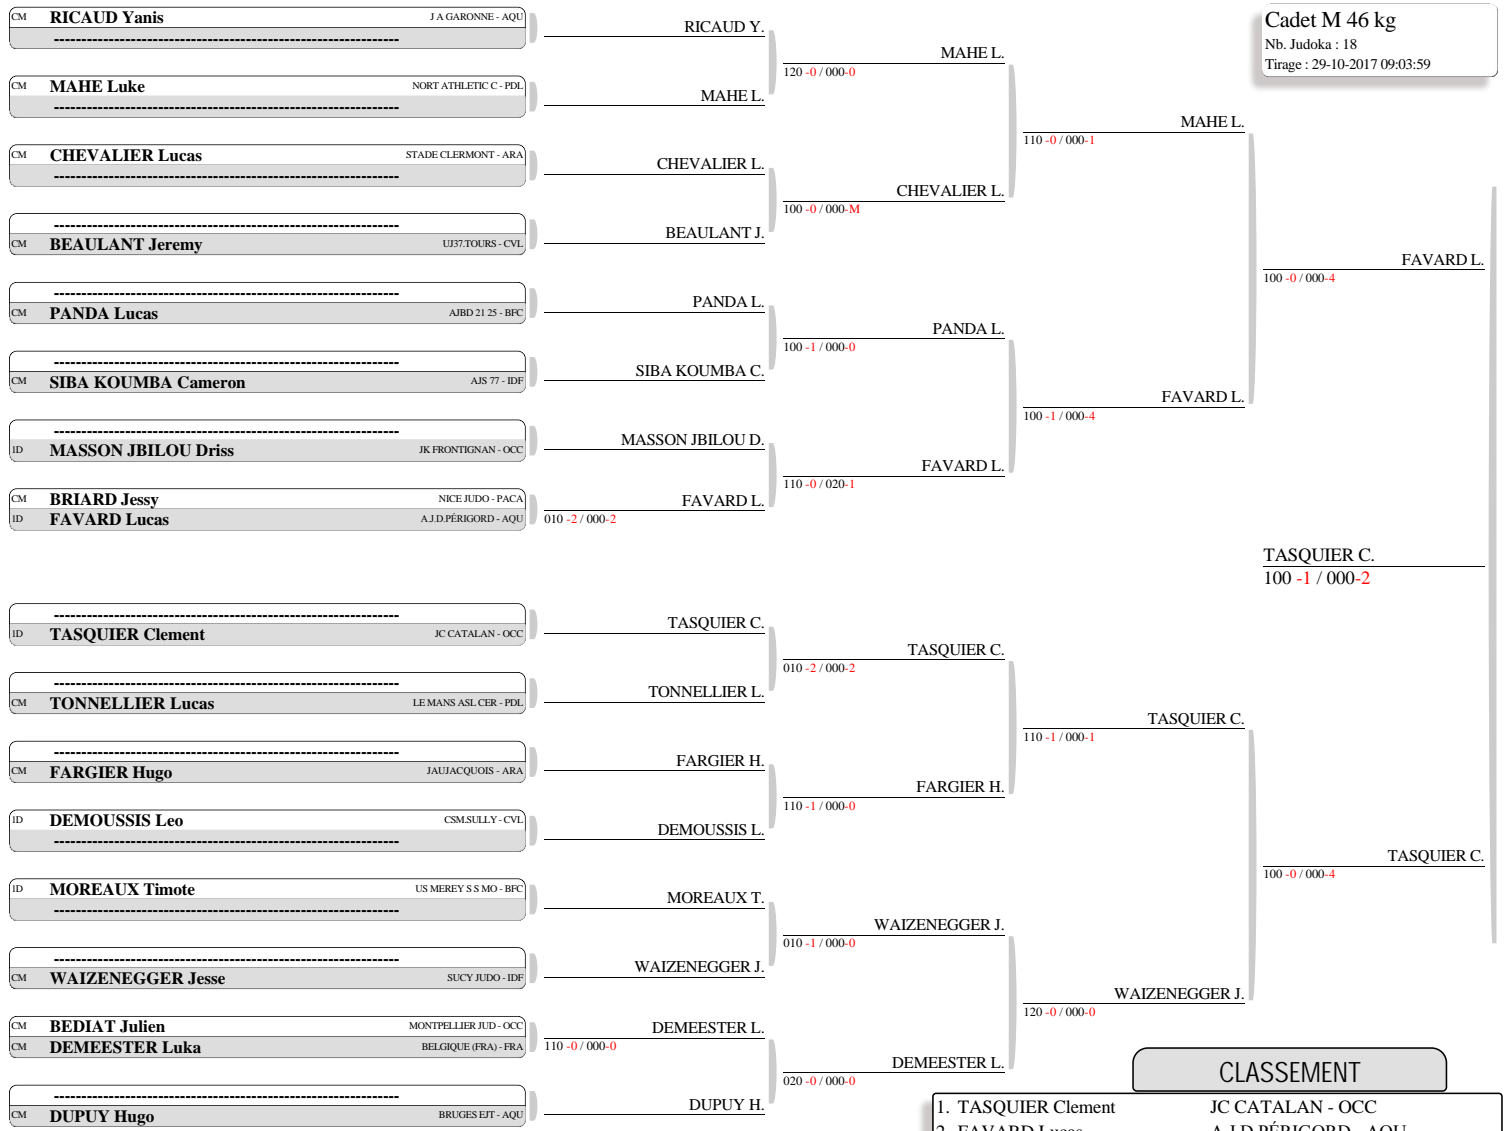 Cadet M 46 kg
Nb. Judoka : 18
Tirage : 29-10-2017 09:03:59
CM RICAUD Yanis J A GARONNE - AQU
------------------------------------------------------------
CM MAHE Luke NORT ATHLETIC C - PDL
------------------------------------------------------------
CM CHEVALIER Lucas STADE CLERMONT - ARA
------------------------------------------------------------
------------------------------------------------------------
CM BEAULANT Jeremy UJ37.TOURS - CVL
------------------------------------------------------------
CM PANDA Lucas AJBD 21 25 - BFC
------------------------------------------------------------
CM SIBA KOUMBA Cameron AJS 77 - IDF
------------------------------------------------------------
1D MASSON JBILOU Driss JK FRONTIGNAN - OCC
CM BRIARD Jessy NICE JUDO - PACA
1D FAVARD Lucas A.J.D.PÉRIGORD - AQU
------------------------------------------------------------
1D TASQUIER Clement JC CATALAN - OCC
------------------------------------------------------------
CM TONNELLIER Lucas LE MANS ASL CER - PDL
------------------------------------------------------------
CM FARGIER Hugo JAUJACQUOIS - ARA
1D DEMOUSSIS Leo CSM.SULLY - CVL
------------------------------------------------------------
1D MOREAUX Timote US MEREY S S MO - BFC
------------------------------------------------------------
------------------------------------------------------------
CM WAIZENEGGER Jesse SUCY JUDO - IDF
CM BEDIAT Julien MONTPELLIER JUD - OCC
CM DEMEESTER Luka BELGIQUE (FRA) - FRA
------------------------------------------------------------
CM DUPUY Hugo BRUGES EJT - AQU
RICAUD Y.
MAHE L.
CHEVALIER L.
BEAULANT J.
PANDA L.
SIBA KOUMBA C.
MASSON JBILOU D.
FAVARD L.
010 -2 / 000-2
TASQUIER C.
TONNELLIER L.
FARGIER H.
DEMOUSSIS L.
MOREAUX T.
WAIZENEGGER J.
DEMEESTER L.
110 -0 / 000-0
DUPUY H.
MAHE L.
120 -0 / 000-0
CHEVALIER L.
100 -0 / 000-M
PANDA L.
100 -1 / 000-0
FAVARD L.
110 -0 / 020-1
TASQUIER C.
010 -2 / 000-2
FARGIER H.
110 -1 / 000-0
WAIZENEGGER J.
010 -1 / 000-0
DEMEESTER L.
020 -0 / 000-0
MAHE L.
110 -0 / 000-1
FAVARD L.
100 -1 / 000-4
TASQUIER C.
110 -1 / 000-1
WAIZENEGGER J.
120 -0 / 000-0
FAVARD L.
100 -0 / 000-4
TASQUIER C.
100 -0 / 000-4
TASQUIER C.
100 -1 / 000-2
CLASSEMENT
1. TASQUIER Clement JC CATALAN - OCC
2. FAVARD Lucas A.J.D.PÉRIGORD - AQU